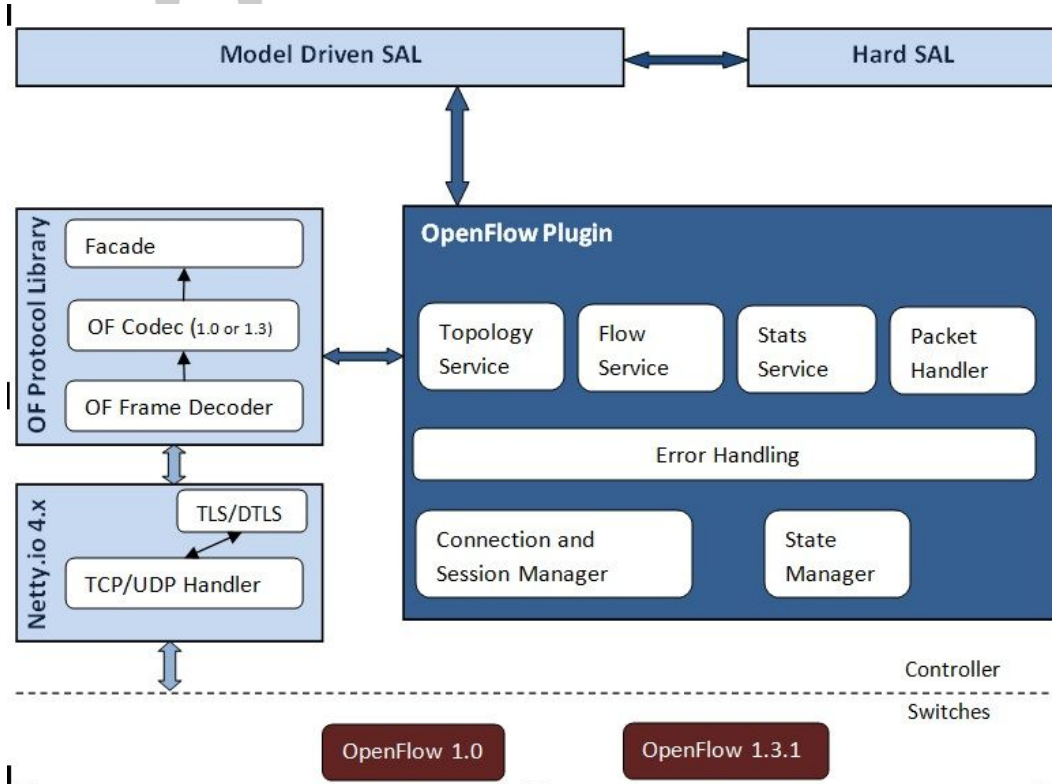 Model Driven SAL
Hard SAL
OF Protocol Library
Facade
OF Codec (1.0 or 1.3)
OF Frame Decoder
OpenFlow Plugin
Topology
Service
Flow
Service
Stats
Service
Packet
Handler
Error Handling
Connection and
Session Manager
State
Manager
Netty.io 4.x
TLS/DTLS
TCP/UDP Handler
Controller
Switches
OpenFlow 1.0
OpenFlow 1.3.1